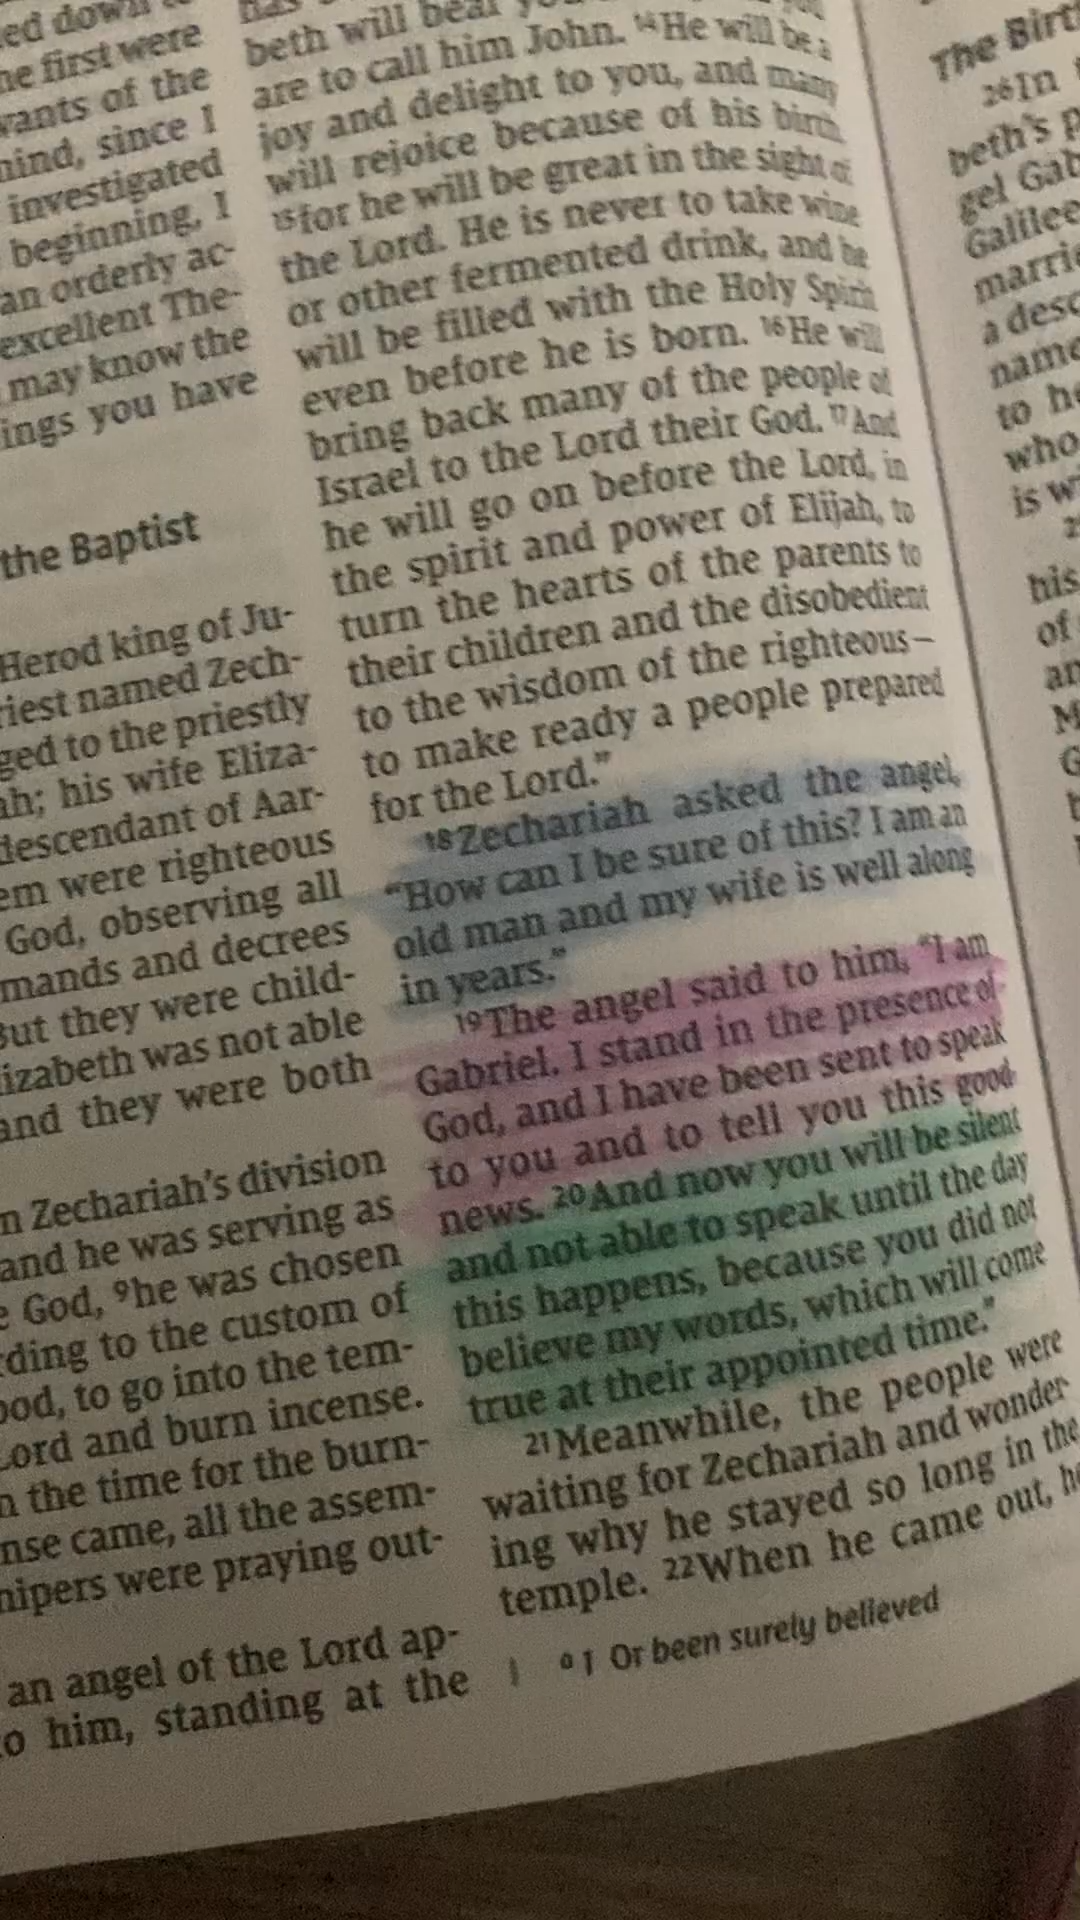 ed down
he first were
vants of the
mind, since I
investigated
beginning, I
an orderly ac-
excellent The-
may know the
ings you have
the Baptist
Herod king of Ju-
riest named Zech-
ged to the priestly
ah; his wife Eliza-
descendant of Aar-
em were righteous
God, observing all
mands and decrees
But they were child-
lizabeth was not able
and they were both
n Zechariah's division
and he was serving as
e God, 9he was chosen
rding to the custom of
ood, to go into the tem-
Lord and burn incense.
n the time for the burn-
nse came, all the assem-
hipers were praying out-
an angel of the Lord ap-
o him, standing at the
beth will bear
are to call him John. 14He will be a
joy and delight to you, and many
will rejoice because of his birth,
15for he will be great in the sight of
the Lord. He is never to take wine
or other fermented drink, and he
will be filled with the Holy Spirit
even before he is born. 16He will
bring back many of the people of
Israel to the Lord their God. 17And
he will go on before the Lord, in
the spirit and power of Elijah, to
turn the hearts of the parents to
their children and the disobedient
to the wisdom of the righteous—
to make ready a people prepared
for the Lord."
18Zechariah asked the angel,
"How can I be sure of this? I am an
old man and my wife is well along
in years."
19The angel said to him, "I am
Gabriel. I stand in the presence of
God, and I have been sent to speak
to you and to tell you this good
news. 20And now you will be silent
and not able to speak until the day
this happens, because you did not
believe my words, which will come
true at their appointed time."
21Meanwhile, the people were
waiting for Zechariah and wonder
ing why he stayed so long in the
temple. 22When he came out, he
a 1 Or been surely believed
The Birt
26In
beth's p
gel Gab
Galilee
marri
a desc
name
to he
who
is w
his
of
an
M
G